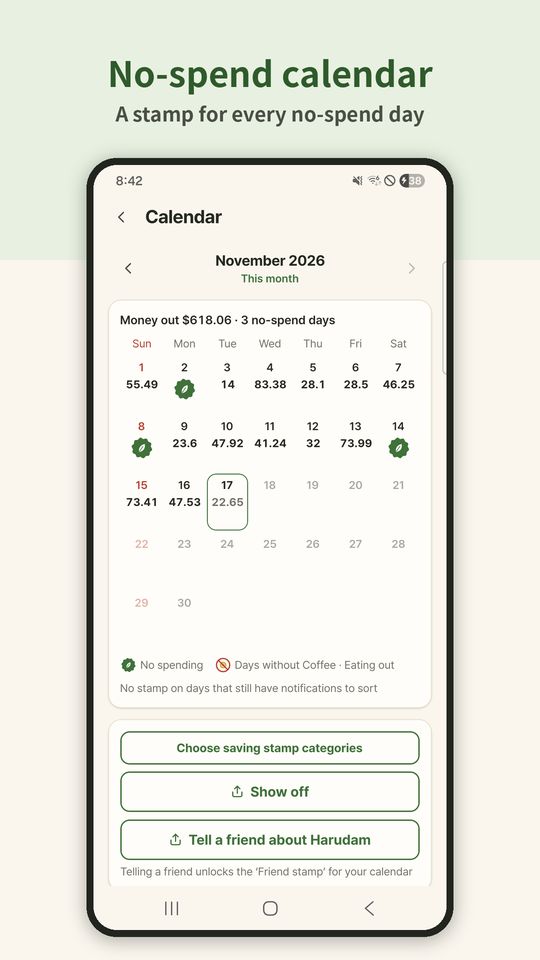 No-spend calendar
A stamp for every no-spend day
8:42
38
Calendar
November 2026
This month
Money out $618.06 · 3 no-spend days
Sun Mon Tue Wed Thu Fri Sat
1 2 3 4 5 6 7
55.49 14 83.38 28.1 28.5 46.25
8 9 10 11 12 13 14
23.6 47.92 41.24 32 73.99
15 16 17 18 19 20 21
73.41 47.53 22.65
22 23 24 25 26 27 28
29 30
No spending Days without Coffee · Eating out
No stamp on days that still have notifications to sort
Choose saving stamp categories
Show off
Tell a friend about Harudam
Telling a friend unlocks the 'Friend stamp' for your calendar